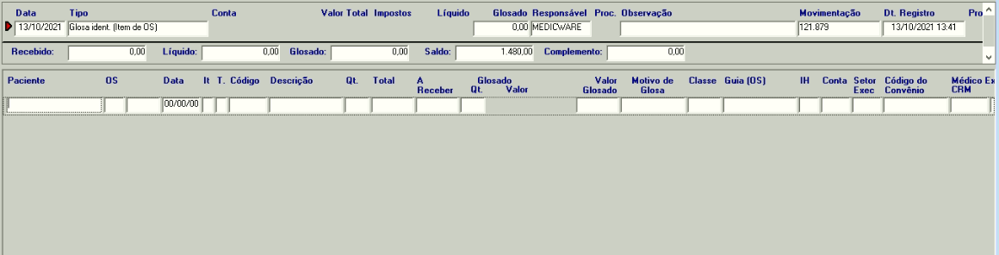 Data Tipo Conta Valor Total Impostos Líquido Glosado Responsável Proc. Observação Movimentação Dt. Registro Pro
13/10/2021 Glosa ident. (Item de OS) 0,00 MEDICWARE 121.879 13/10/2021 13:41
Recebido: 0,00 Líquido: 0,00 Glosado: 0,00 Saldo: 1.480,00 Complemento: 0,00
Paciente OS Data It T. Código Descrição Qt. Total A Receber Glosado Qt. Valor Valor Glosado Motivo de Glosa Classe Guia (OS) IH Conta Setor Exec Código do Convênio Médico Ex CRM
00/00/00